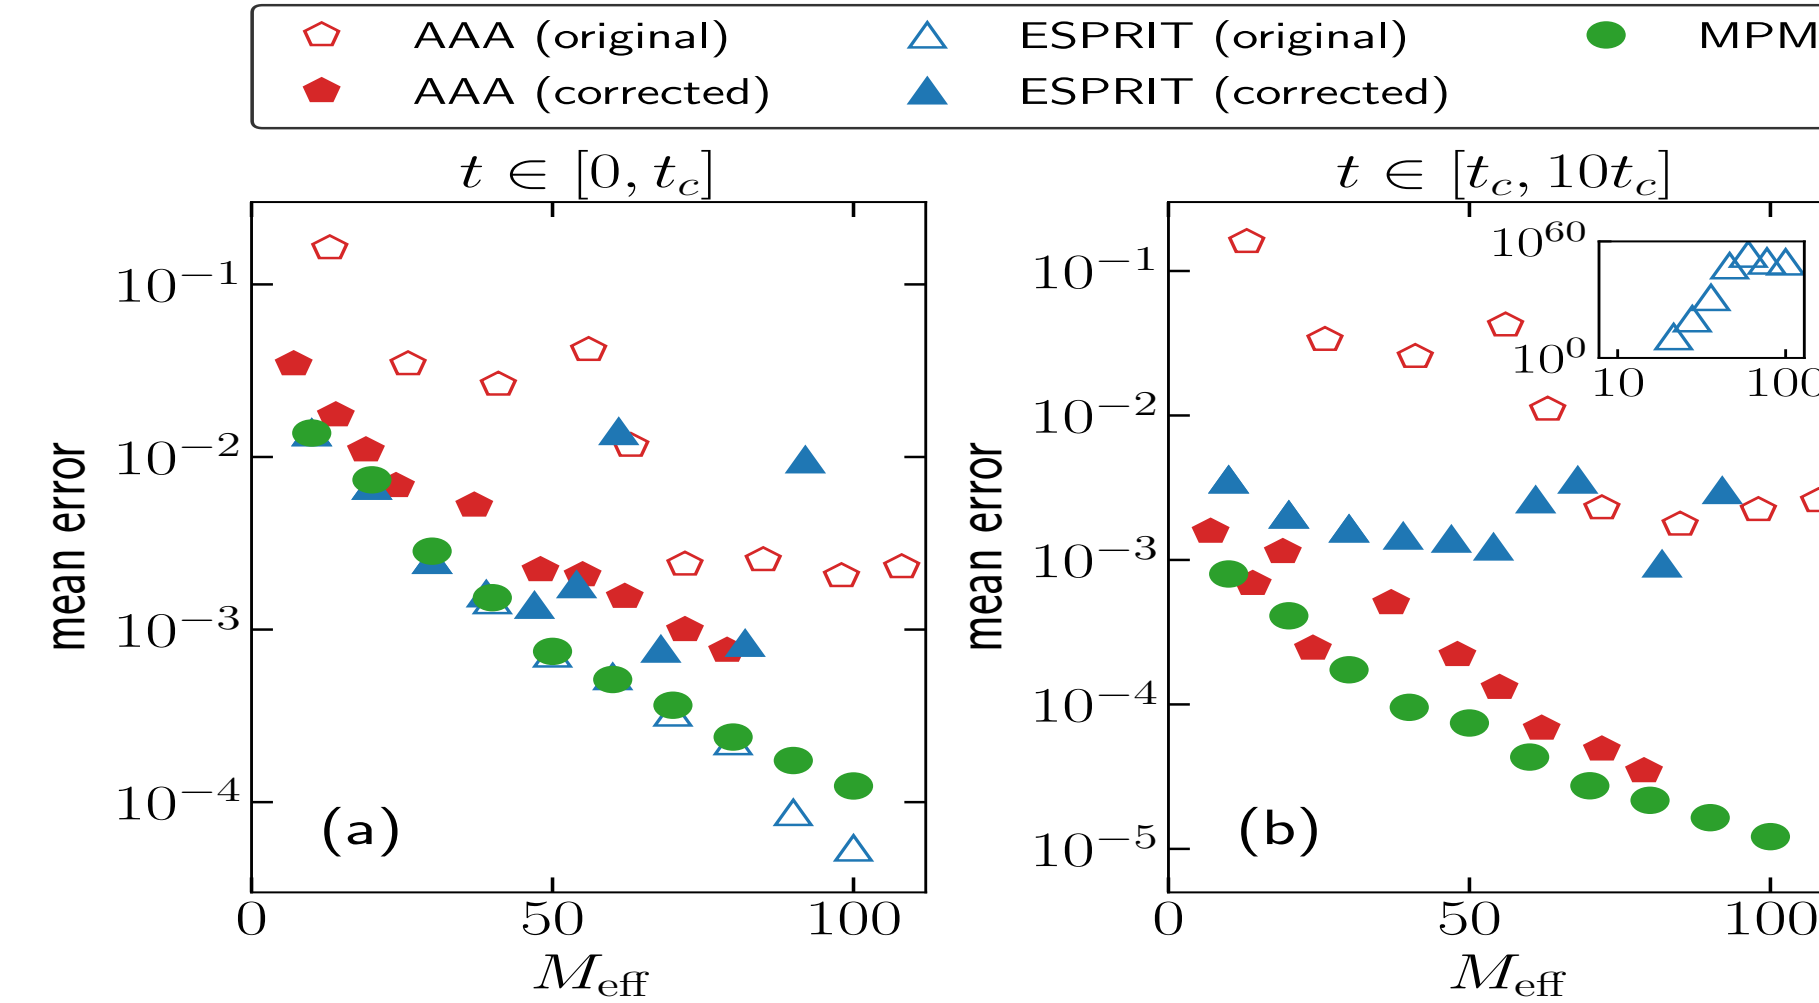 AAA (original) ESPRIT (original) MPM
AAA (corrected) ESPRIT (corrected)
t ∈ [0, t_c]
t ∈ [t_c, 10t_c]
mean error
10^−1
10^−2
10^−3
10^−4
(a)
0 50 100
M_eff
mean error
10^−1
10^−2
10^−3
10^−4
10^−5
10^60
10^0
10 100
(b)
0 50 100
M_eff